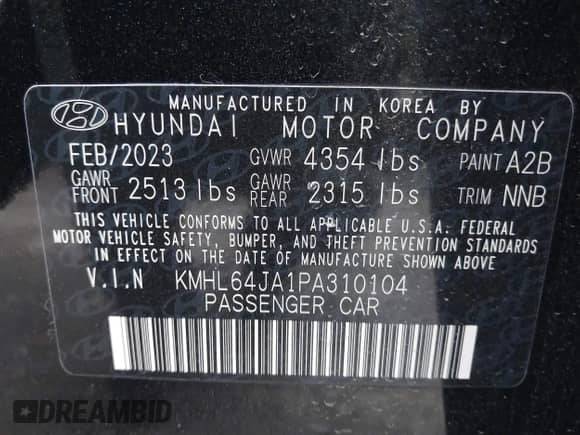 MANUFACTURED IN KOREA BY
HYUNDAI MOTOR COMPANY
FEB/2023 GVWR 4354 lbs PAINT A2B
GAWR FRONT 2513 lbs GAWR REAR 2315 lbs TRIM NNB
THIS VEHICLE CONFORMS TO ALL APPLICABLE U.S.A. FEDERAL
MOTOR VEHICLE SAFETY, BUMPER, AND THEFT PREVENTION STANDARDS
IN EFFECT ON THE DATE OF MANUFACTURE SHOWN ABOVE
V.I.N KMHL64JA1PA310104
PASSENGER CAR
DREAMBID